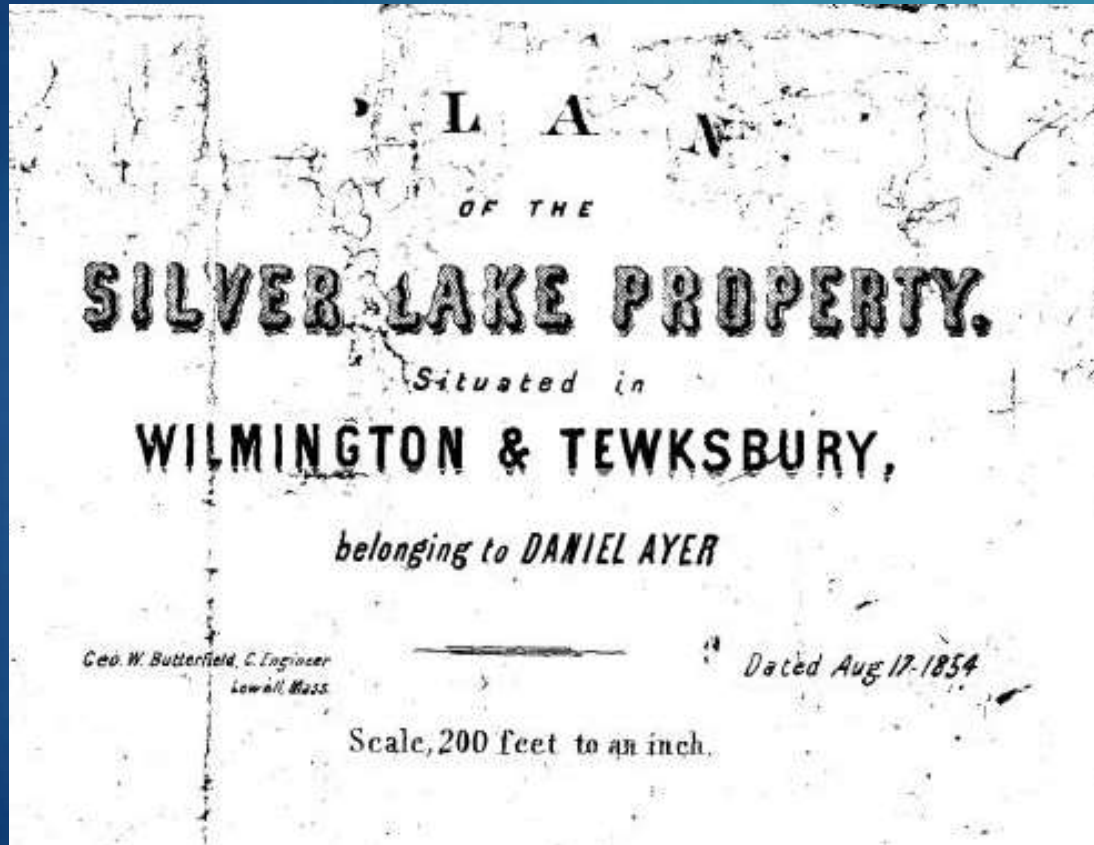 PLAN
OF THE
SILVER LAKE PROPERTY.
Situated in
WILMINGTON & TEWKSBURY,
belonging to DANIEL AYER
Geo. W. Butterfield, C. Engineer
Lowell, Mass.
Dated Aug 17-1854
Scale, 200 feet to an inch.